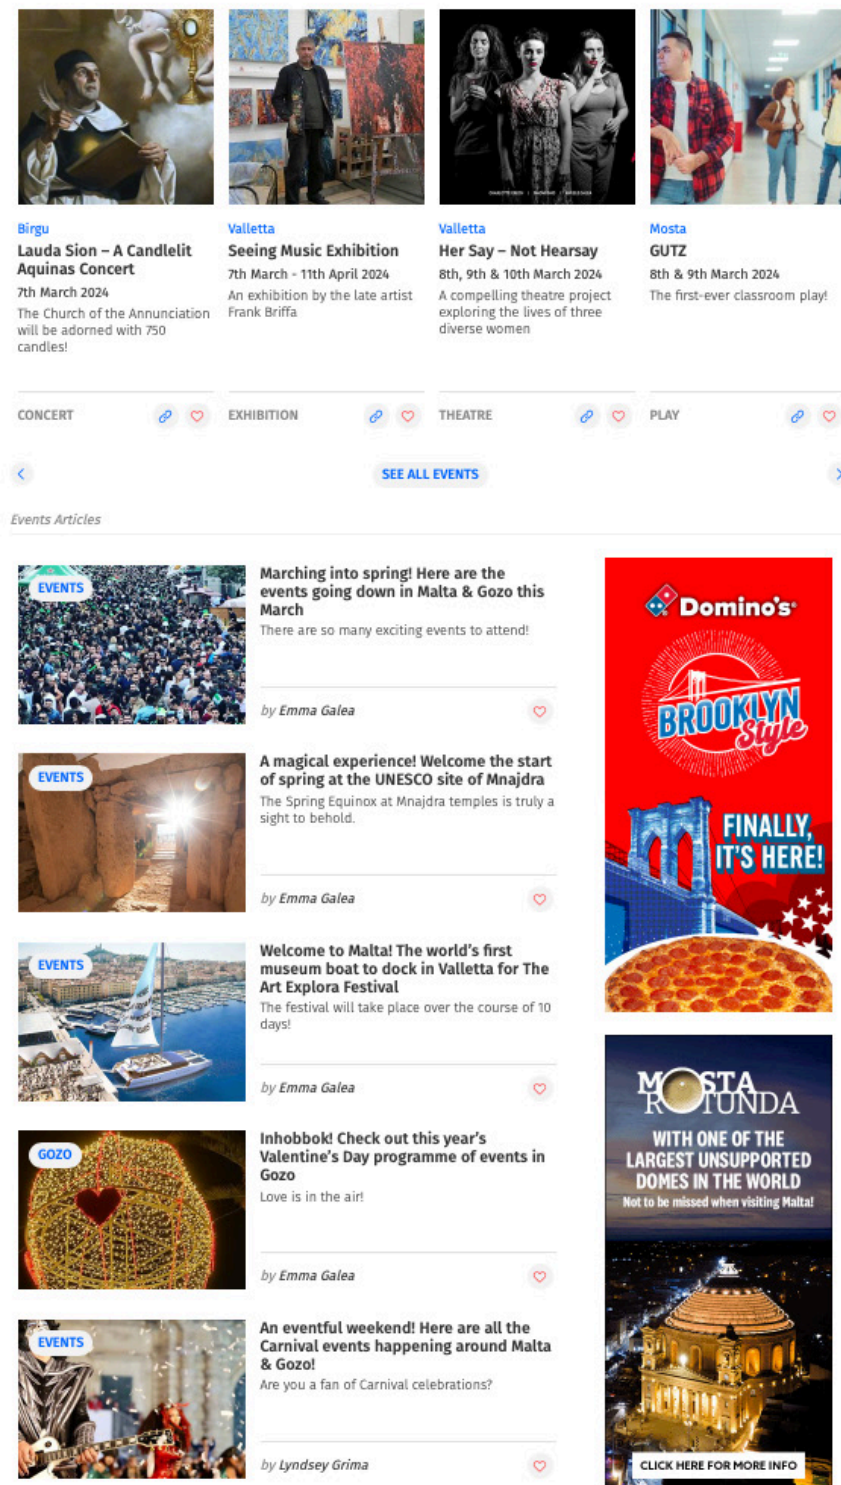 Birgu
Lauda Sion – A Candlelit
Aquinas Concert
7th March 2024
The Church of the Annunciation
will be adorned with 750
candles!
CONCERT
Valletta
Seeing Music Exhibition
7th March - 11th April 2024
An exhibition by the late artist
Frank Briffa
EXHIBITION
Valletta
Her Say – Not Hearsay
8th, 9th & 10th March 2024
A compelling theatre project
exploring the lives of three
diverse women
THEATRE
Mosta
GUTZ
8th & 9th March 2024
The first-ever classroom play!
PLAY
SEE ALL EVENTS
Events Articles
EVENTS
Marching into spring! Here are the
events going down in Malta & Gozo this
March
There are so many exciting events to attend!
by Emma Galea
EVENTS
A magical experience! Welcome the start
of spring at the UNESCO site of Mnajdra
The Spring Equinox at Mnajdra temples is truly a
sight to behold.
by Emma Galea
EVENTS
Welcome to Malta! The world's first
museum boat to dock in Valletta for The
Art Explora Festival
The festival will take place over the course of 10
days!
by Emma Galea
GOZO
Inhobbok! Check out this year's
Valentine's Day programme of events in
Gozo
Love is in the air!
by Emma Galea
EVENTS
An eventful weekend! Here are all the
Carnival events happening around Malta
& Gozo!
Are you a fan of Carnival celebrations?
by Lyndsey Grima
Domino's
BROOKLYN
Style
FINALLY,
IT'S HERE!
MOSTA
ROTUNDA
WITH ONE OF THE
LARGEST UNSUPPORTED
DOMES IN THE WORLD
Not to be missed when visiting Malta!
CLICK HERE FOR MORE INFO